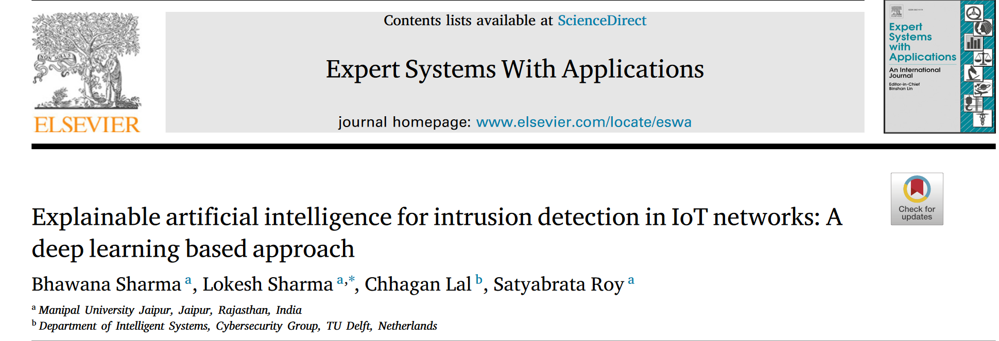 Contents lists available at ScienceDirect
Expert Systems With Applications
journal homepage: www.elsevier.com/locate/eswa
NON SOLUS
ELSEVIER
Expert
Systems
with
Applications
An International
Journal
Editor-in-Chief
Binshan Lin
Check for
updates
Explainable artificial intelligence for intrusion detection in IoT networks: A
deep learning based approach
Bhawana Sharma a, Lokesh Sharma a,*, Chhagan Lal b, Satyabrata Roy a
a Manipal University Jaipur, Jaipur, Rajasthan, India
b Department of Intelligent Systems, Cybersecurity Group, TU Delft, Netherlands